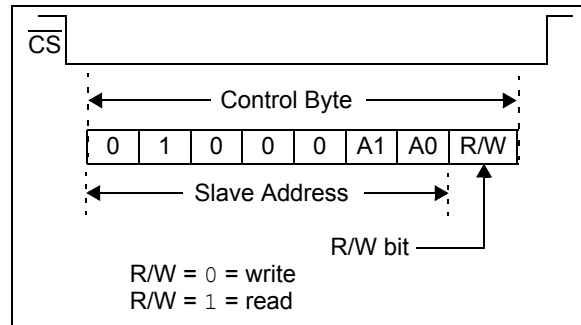 CS
Control Byte
0 1 0 0 0 A1 A0 R/W
Slave Address
R/W bit
R/W = 0 = write
R/W = 1 = read